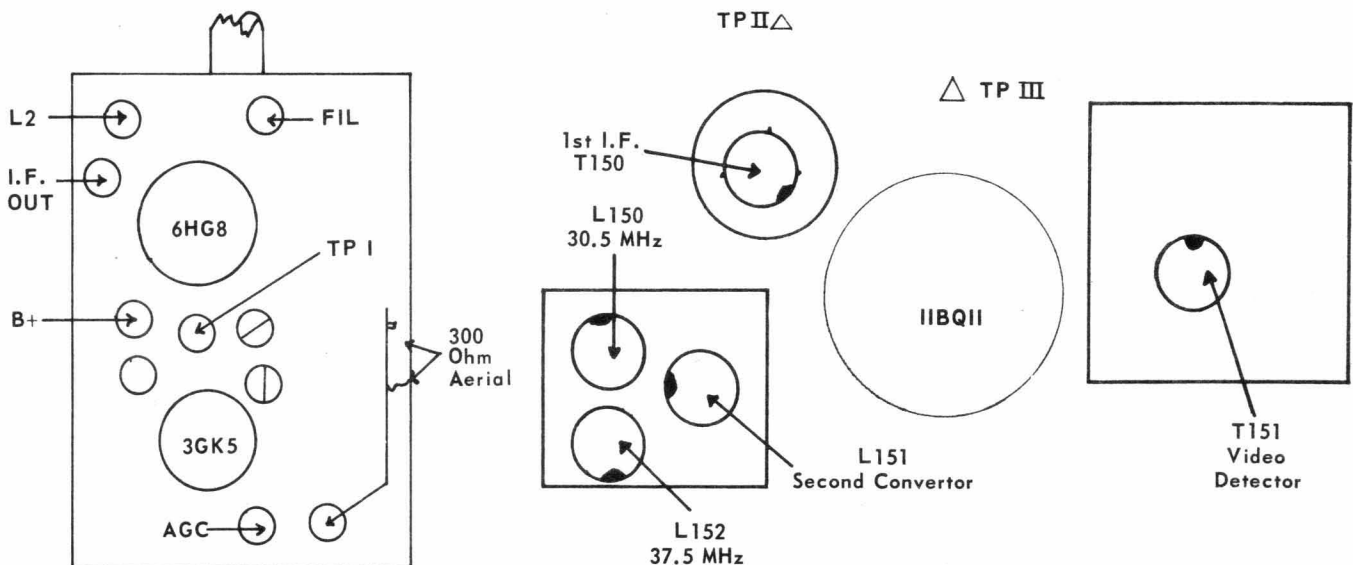 TP II△
△ TP III
L2
FIL
I.F.
OUT
6HG8
TP I
B+
300
Ohm
Aerial
3GK5
AGC
1st I.F.
T150
L150
30.5 MHz
IIBQII
L151
Second Convertor
L152
37.5 MHz
T151
Video
Detector